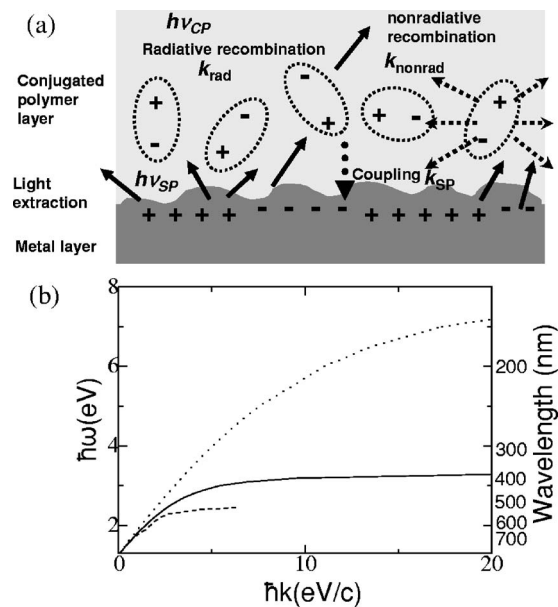 (a)
hνCP
Radiative recombination
krad
nonradiative
recombination
knonrad
Conjugated
polymer
layer
+
-
+
-
-
+
+
-
+
-
Coupling
kSP
hνSP
Light
extraction
+ + + + - - - - + + + + + - -
Metal layer
(b)
8
6
4
2
0
10
20
ħω(eV)
ħk(eV/c)
200
300
400
500
600
700
Wavelength (nm)